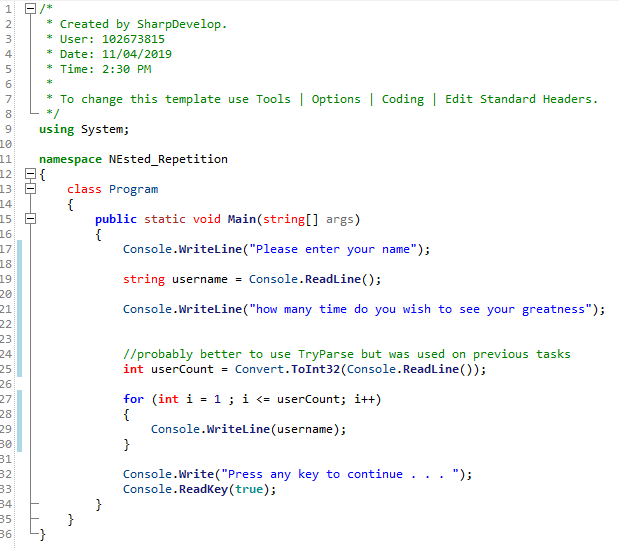 1 /*
2  * Created by SharpDevelop.
3  * User: 102673815
4  * Date: 11/04/2019
5  * Time: 2:30 PM
6  *
7  * To change this template use Tools | Options | Coding | Edit Standard Headers.
8  */
9 using System;
10
11 namespace NEsted_Repetition
12 {
13     class Program
14     {
15         public static void Main(string[] args)
16         {
17             Console.WriteLine("Please enter your name");
18
19             string username = Console.ReadLine();
20
21             Console.WriteLine("how many time do you wish to see your greatness");
22
23
24             //probably better to use TryParse but was used on previous tasks
25             int userCount = Convert.ToInt32(Console.ReadLine());
26
27             for (int i = 1 ; i <= userCount; i++)
28             {
29                 Console.WriteLine(username);
30             }
31
32             Console.Write("Press any key to continue . . . ");
33             Console.ReadKey(true);
34         }
35     }
36 }